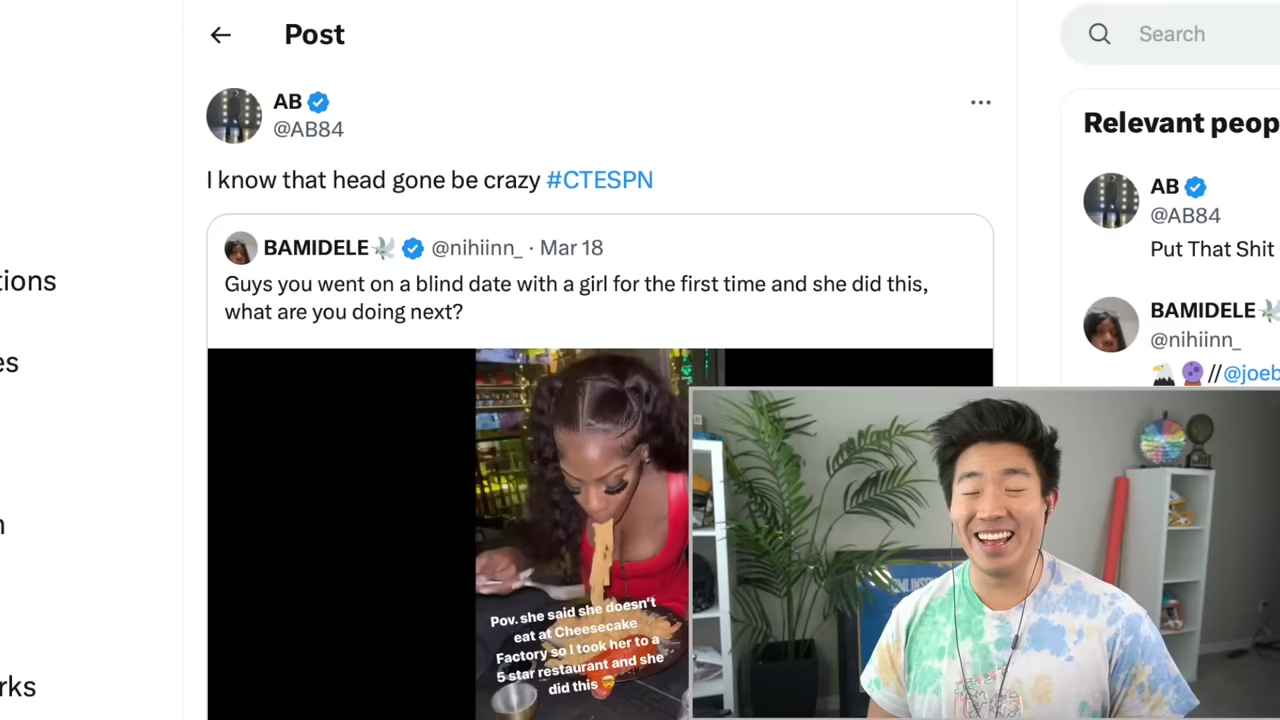 Post
Search
AB
@AB84
I know that head gone be crazy #CTESPN
BAMIDELE🕊 @nihiinn_ · Mar 18
Guys you went on a blind date with a girl for the first time and she did this,
what are you doing next?
Pov. she said she doesn't
eat at Cheesecake
Factory so I took her to a
5 star restaurant and she
did this 🤯
Relevant peop
AB
@AB84
Put That Shit
BAMIDELE
@nihiinn_
🦅 🔮 //@joeb
tions
es
n
rks